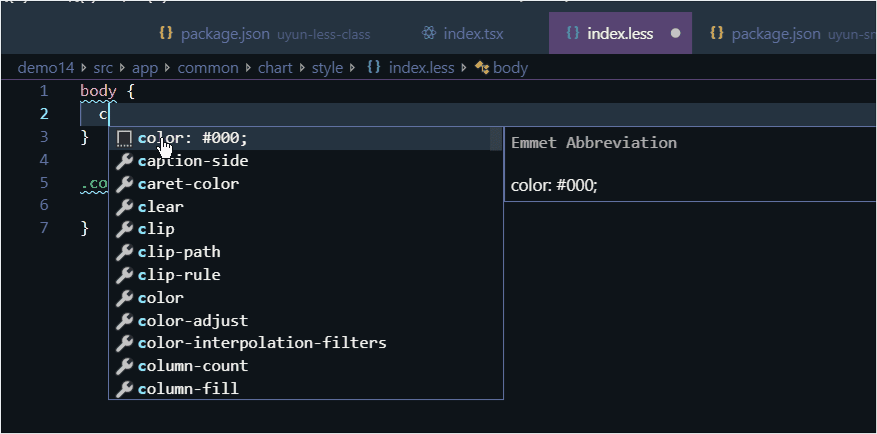 package.json uyun-less-class index.tsx {} index.less {} package.json
demo14 src app common chart style {} index.less body
1 body {
2 c
3 }
4
5 .co
6
7 }
color: #000;
caption-side
caret-color
clear
clip
clip-path
clip-rule
color
color-adjust
color-interpolation-filters
column-count
column-fill
Emmet Abbreviation
color: #000;